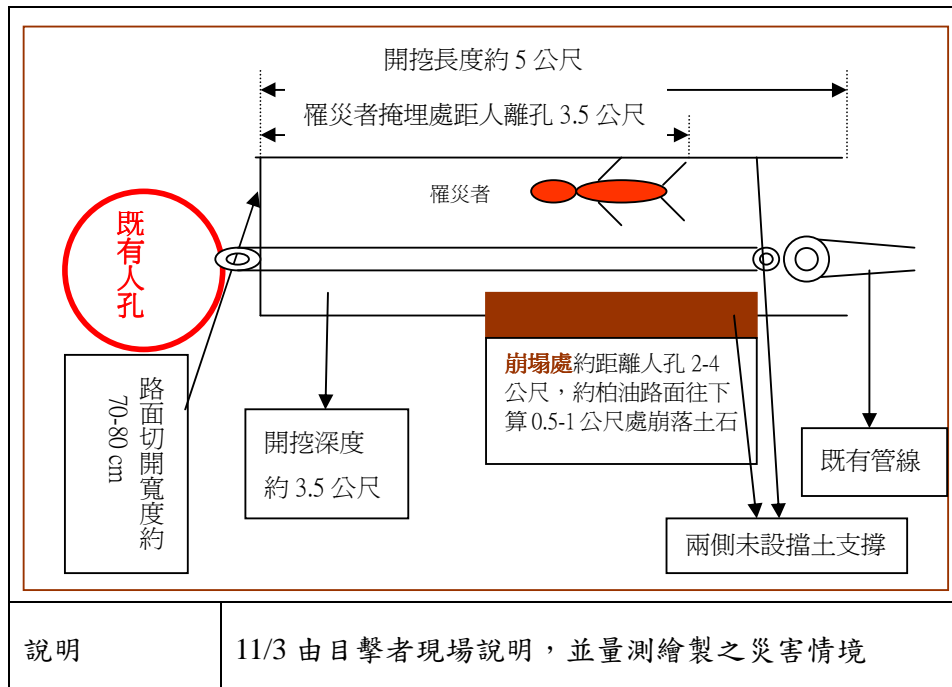 開挖長度約 5 公尺
罹災者掩埋處距人離孔 3.5 公尺
罹災者
既有人孔
崩塌處約距離人孔 2-4
公尺，約柏油路面往下
算 0.5-1 公尺處崩落土石
路面切開寬度約
70-80 cm
開挖深度
約 3.5 公尺
既有管線
兩側未設擋土支撐
說明
11/3 由目擊者現場說明，並量測繪製之災害情境